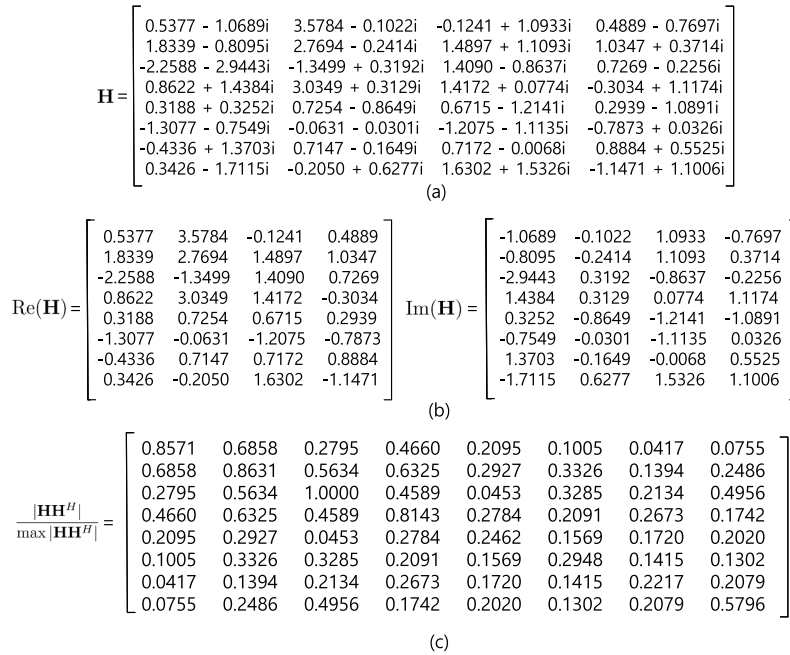 0.5377 - 1.0689i 3.5784 - 0.1022i -0.1241 + 1.0933i 0.4889 - 0.7697i
1.8339 - 0.8095i 2.7694 - 0.2414i 1.4897 + 1.1093i 1.0347 + 0.3714i
-2.2588 - 2.9443i -1.3499 + 0.3192i 1.4090 - 0.8637i 0.7269 - 0.2256i
H = 0.8622 + 1.4384i 3.0349 + 0.3129i 1.4172 + 0.0774i -0.3034 + 1.1174i
0.3188 + 0.3252i 0.7254 - 0.8649i 0.6715 - 1.2141i 0.2939 - 1.0891i
-1.3077 - 0.7549i -0.0631 - 0.0301i -1.2075 - 1.1135i -0.7873 + 0.0326i
-0.4336 + 1.3703i 0.7147 - 0.1649i 0.7172 - 0.0068i 0.8884 + 0.5525i
0.3426 - 1.7115i -0.2050 + 0.6277i 1.6302 + 1.5326i -1.1471 + 1.1006i
(a)
Re(H) =
0.5377 3.5784 -0.1241 0.4889
1.8339 2.7694 1.4897 1.0347
-2.2588 -1.3499 1.4090 0.7269
0.8622 3.0349 1.4172 -0.3034
0.3188 0.7254 0.6715 0.2939
-1.3077 -0.0631 -1.2075 -0.7873
-0.4336 0.7147 0.7172 0.8884
0.3426 -0.2050 1.6302 -1.1471
Im(H) =
-1.0689 -0.1022 1.0933 -0.7697
-0.8095 -0.2414 1.1093 0.3714
-2.9443 0.3192 -0.8637 -0.2256
1.4384 0.3129 0.0774 1.1174
0.3252 -0.8649 -1.2141 -1.0891
-0.7549 -0.0301 -1.1135 0.0326
1.3703 -0.1649 -0.0068 0.5525
-1.7115 0.6277 1.5326 1.1006
(b)
|HH^H| / max |HH^H| =
0.8571 0.6858 0.2795 0.4660 0.2095 0.1005 0.0417 0.0755
0.6858 0.8631 0.5634 0.6325 0.2927 0.3326 0.1394 0.2486
0.2795 0.5634 1.0000 0.4589 0.0453 0.3285 0.2134 0.4956
0.4660 0.6325 0.4589 0.8143 0.2784 0.2091 0.2673 0.1742
0.2095 0.2927 0.0453 0.2784 0.2462 0.1569 0.1720 0.2020
0.1005 0.3326 0.3285 0.2091 0.1569 0.2948 0.1415 0.1302
0.0417 0.1394 0.2134 0.2673 0.1720 0.1415 0.2217 0.2079
0.0755 0.2486 0.4956 0.1742 0.2020 0.1302 0.2079 0.5796
(c)